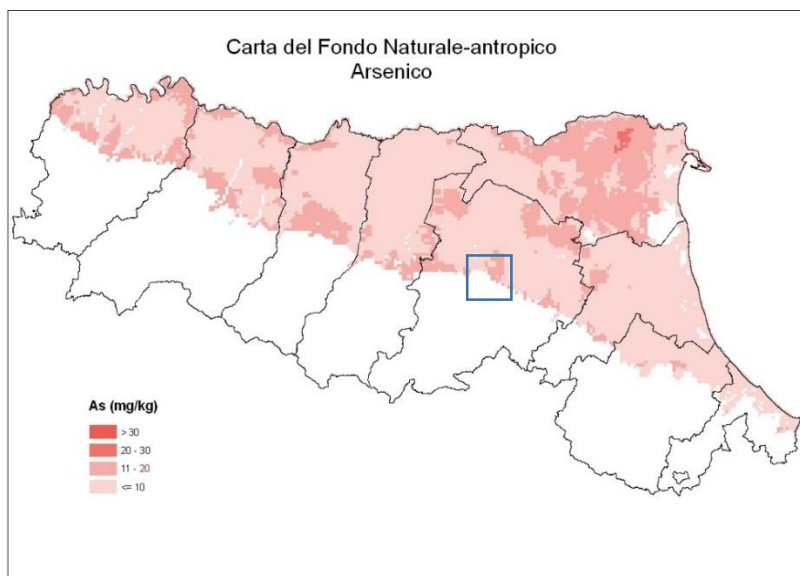 Carta del Fondo Naturale-antropico
Arsenico
As (mg/kg)
> 30
20 - 30
11 - 20
<= 10